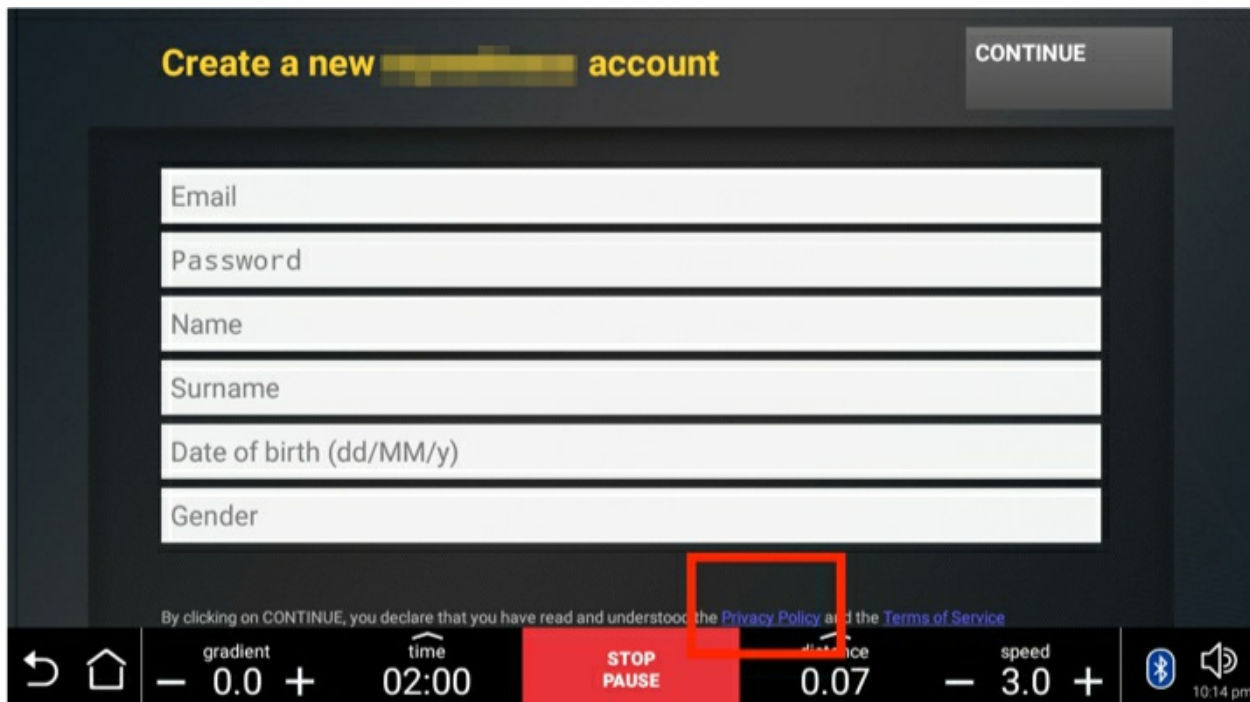 Create a new account
CONTINUE
Email
Password
Name
Surname
Date of birth (dd/MM/y)
Gender
By clicking on CONTINUE, you declare that you have read and understood the Privacy Policy and the Terms of Service
gradient
− 0.0 +
time
02:00
STOP
PAUSE
distance
0.07
speed
− 3.0 +
10:14 pm